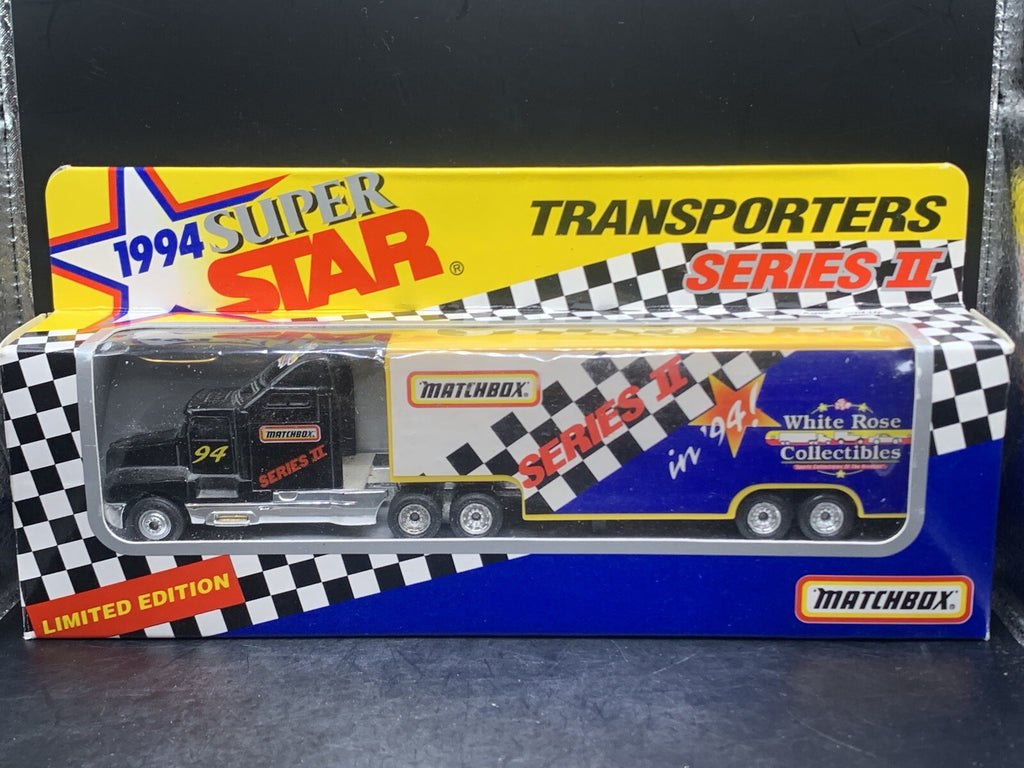 1994 SUPER
STAR®
TRANSPORTERS
SERIES II
94
MATCHBOX
SERIES II
MATCHBOX
SERIES II
in '94!
White Rose
Collectibles
LIMITED EDITION
MATCHBOX